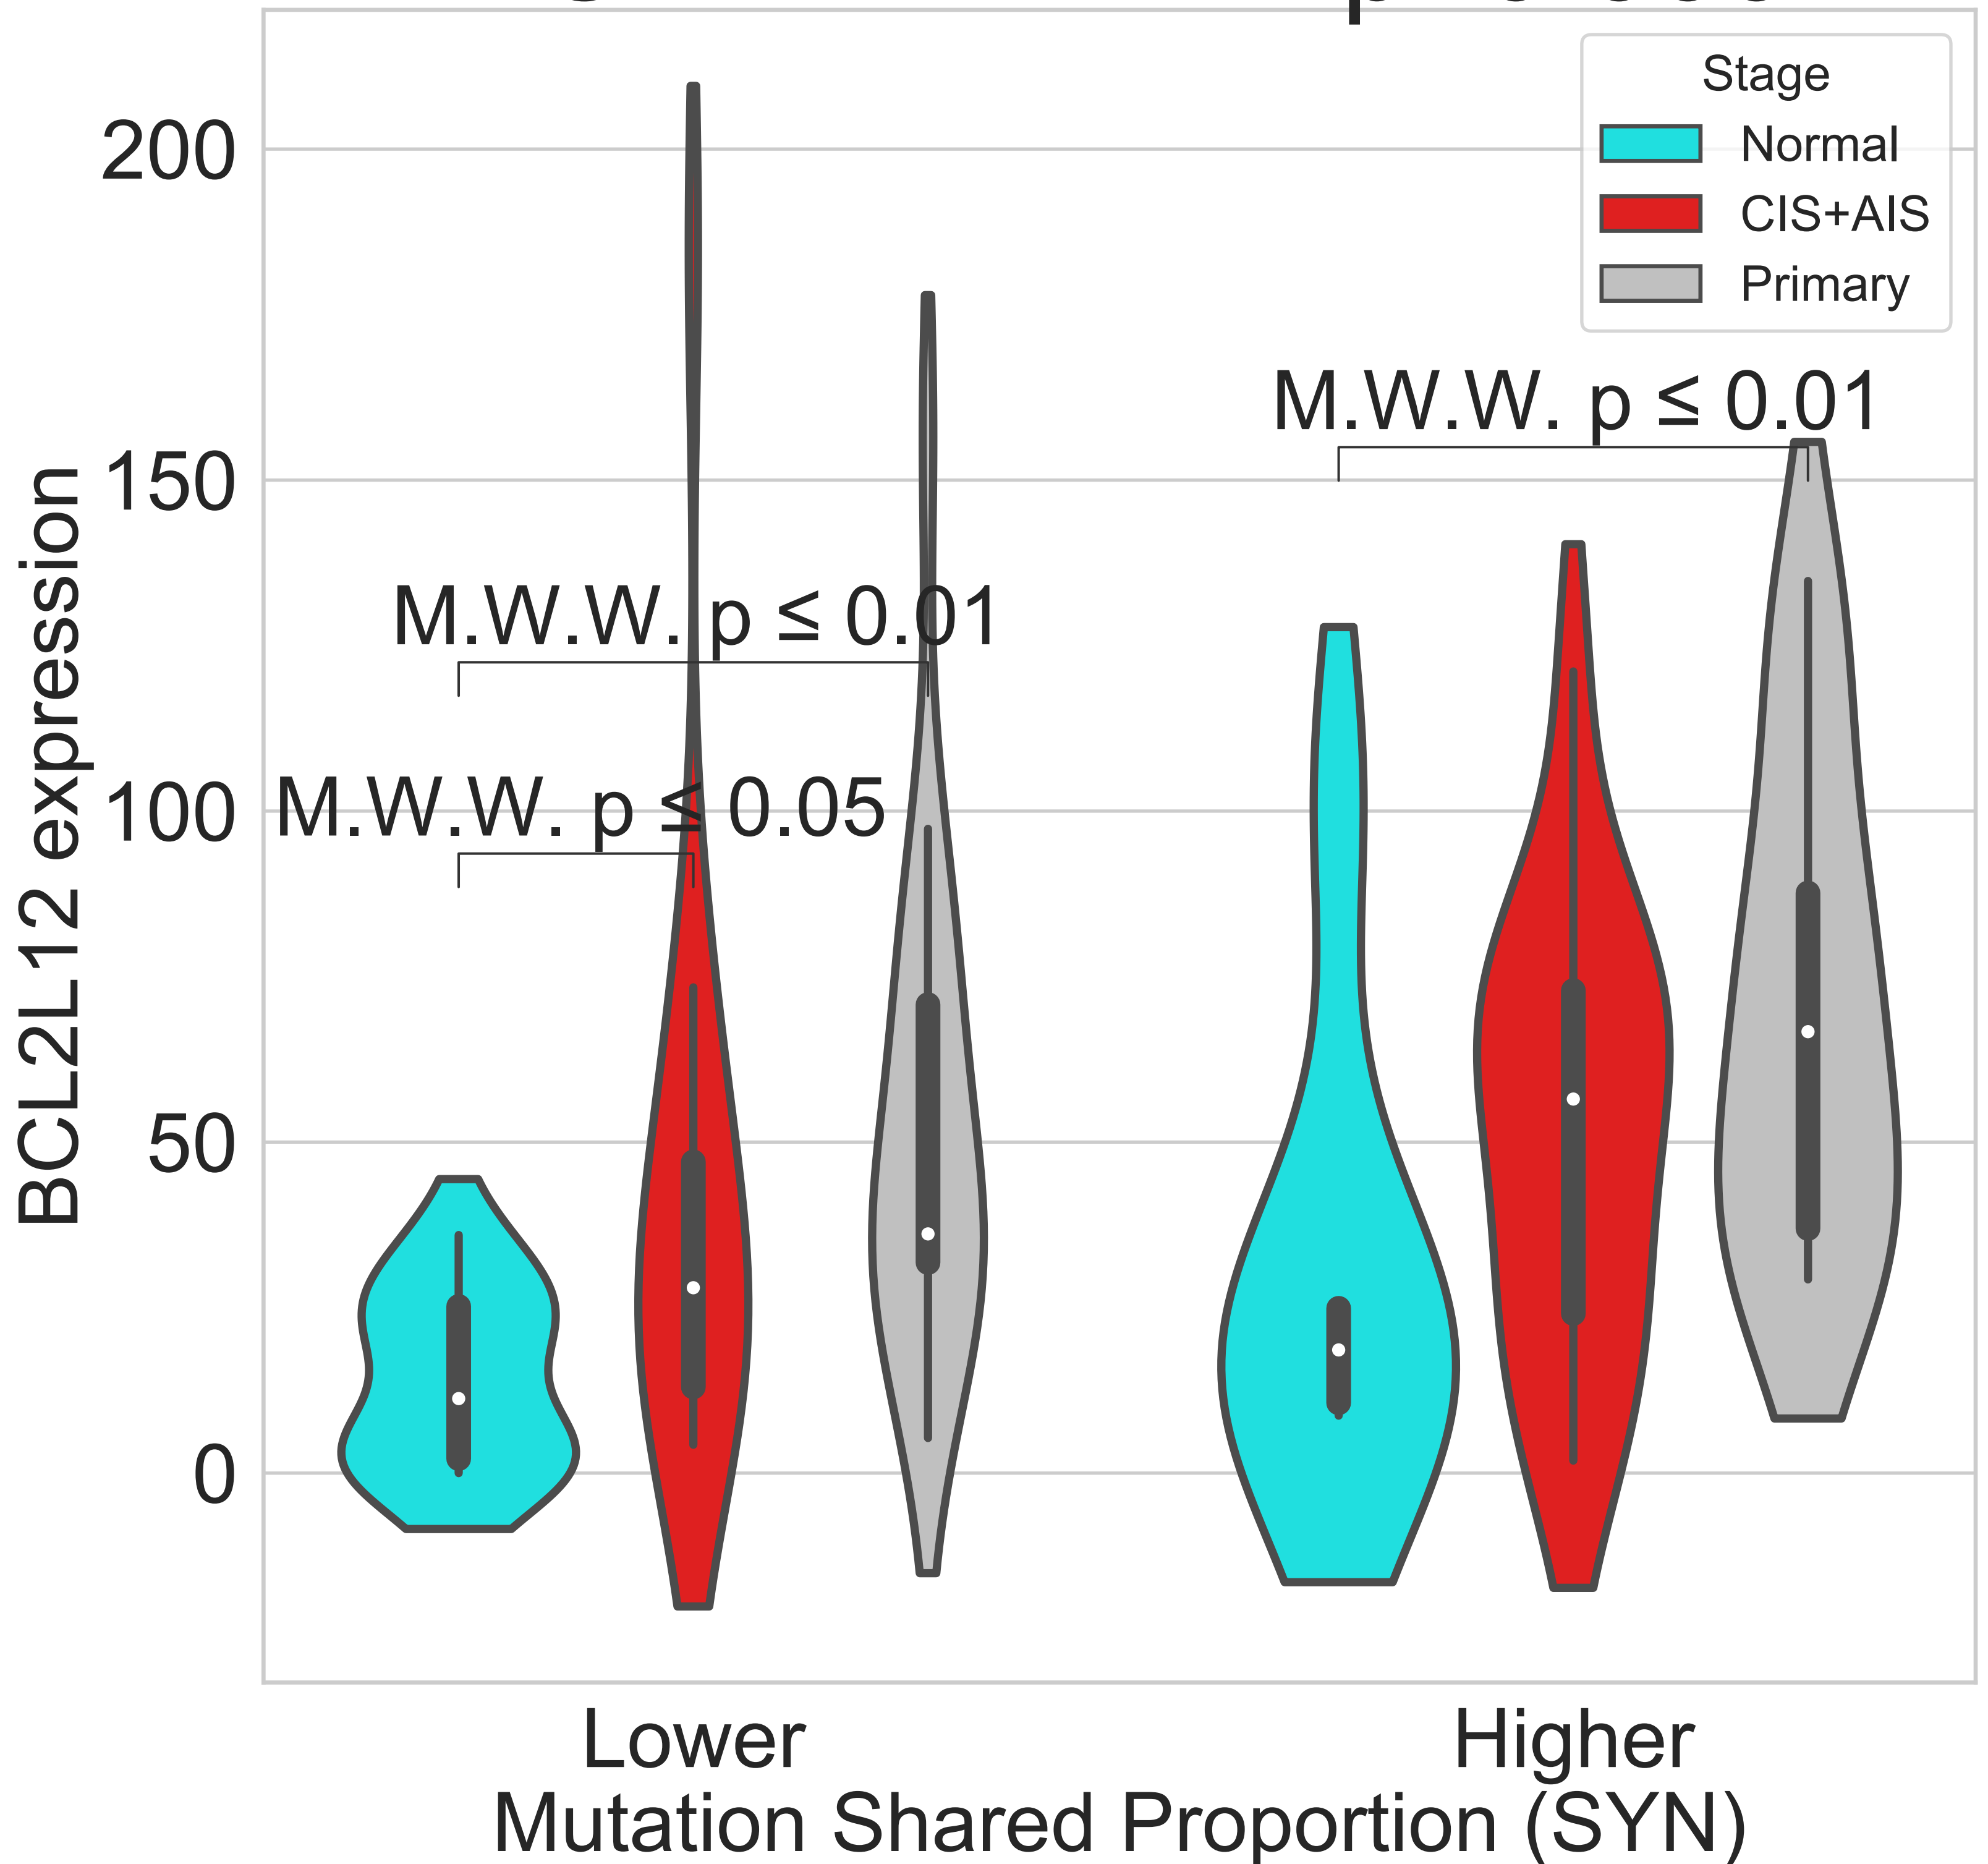 Stage
Normal
CIS+AIS
Primary
200
150
100
50
0
BCL2L12 expression
M.W.W. p ≤ 0.01
M.W.W. p ≤ 0.01
M.W.W. p ≤ 0.05
Lower
Higher
Mutation Shared Proportion (SYN)